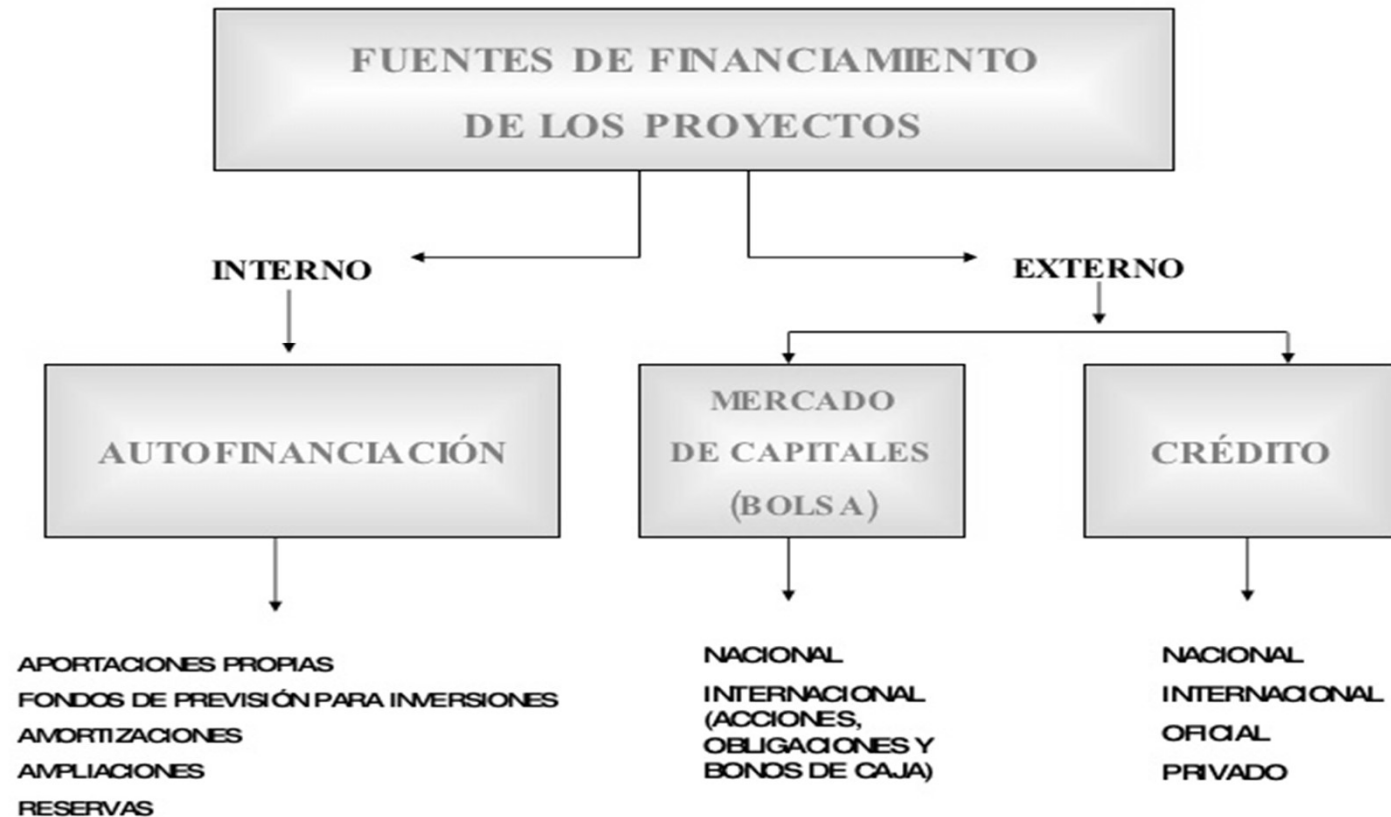 FUENTES DE FINANCIAMIENTO
DE LOS PROYECTOS
INTERNO
EXTERNO
AUTOFINANCIACIÓN
MERCADO
DE CAPITALES
(BOLSA)
CRÉDITO
APORTACIONES PROPIAS
FONDOS DE PREVISIÓN PARA INVERSIONES
AMORTIZACIONES
AMPLIACIONES
RESERVAS
NACIONAL
INTERNACIONAL
(ACCIONES,
OBLIGACIONES Y
BONOS DE CAJA)
NACIONAL
INTERNACIONAL
OFICIAL
PRIVADO